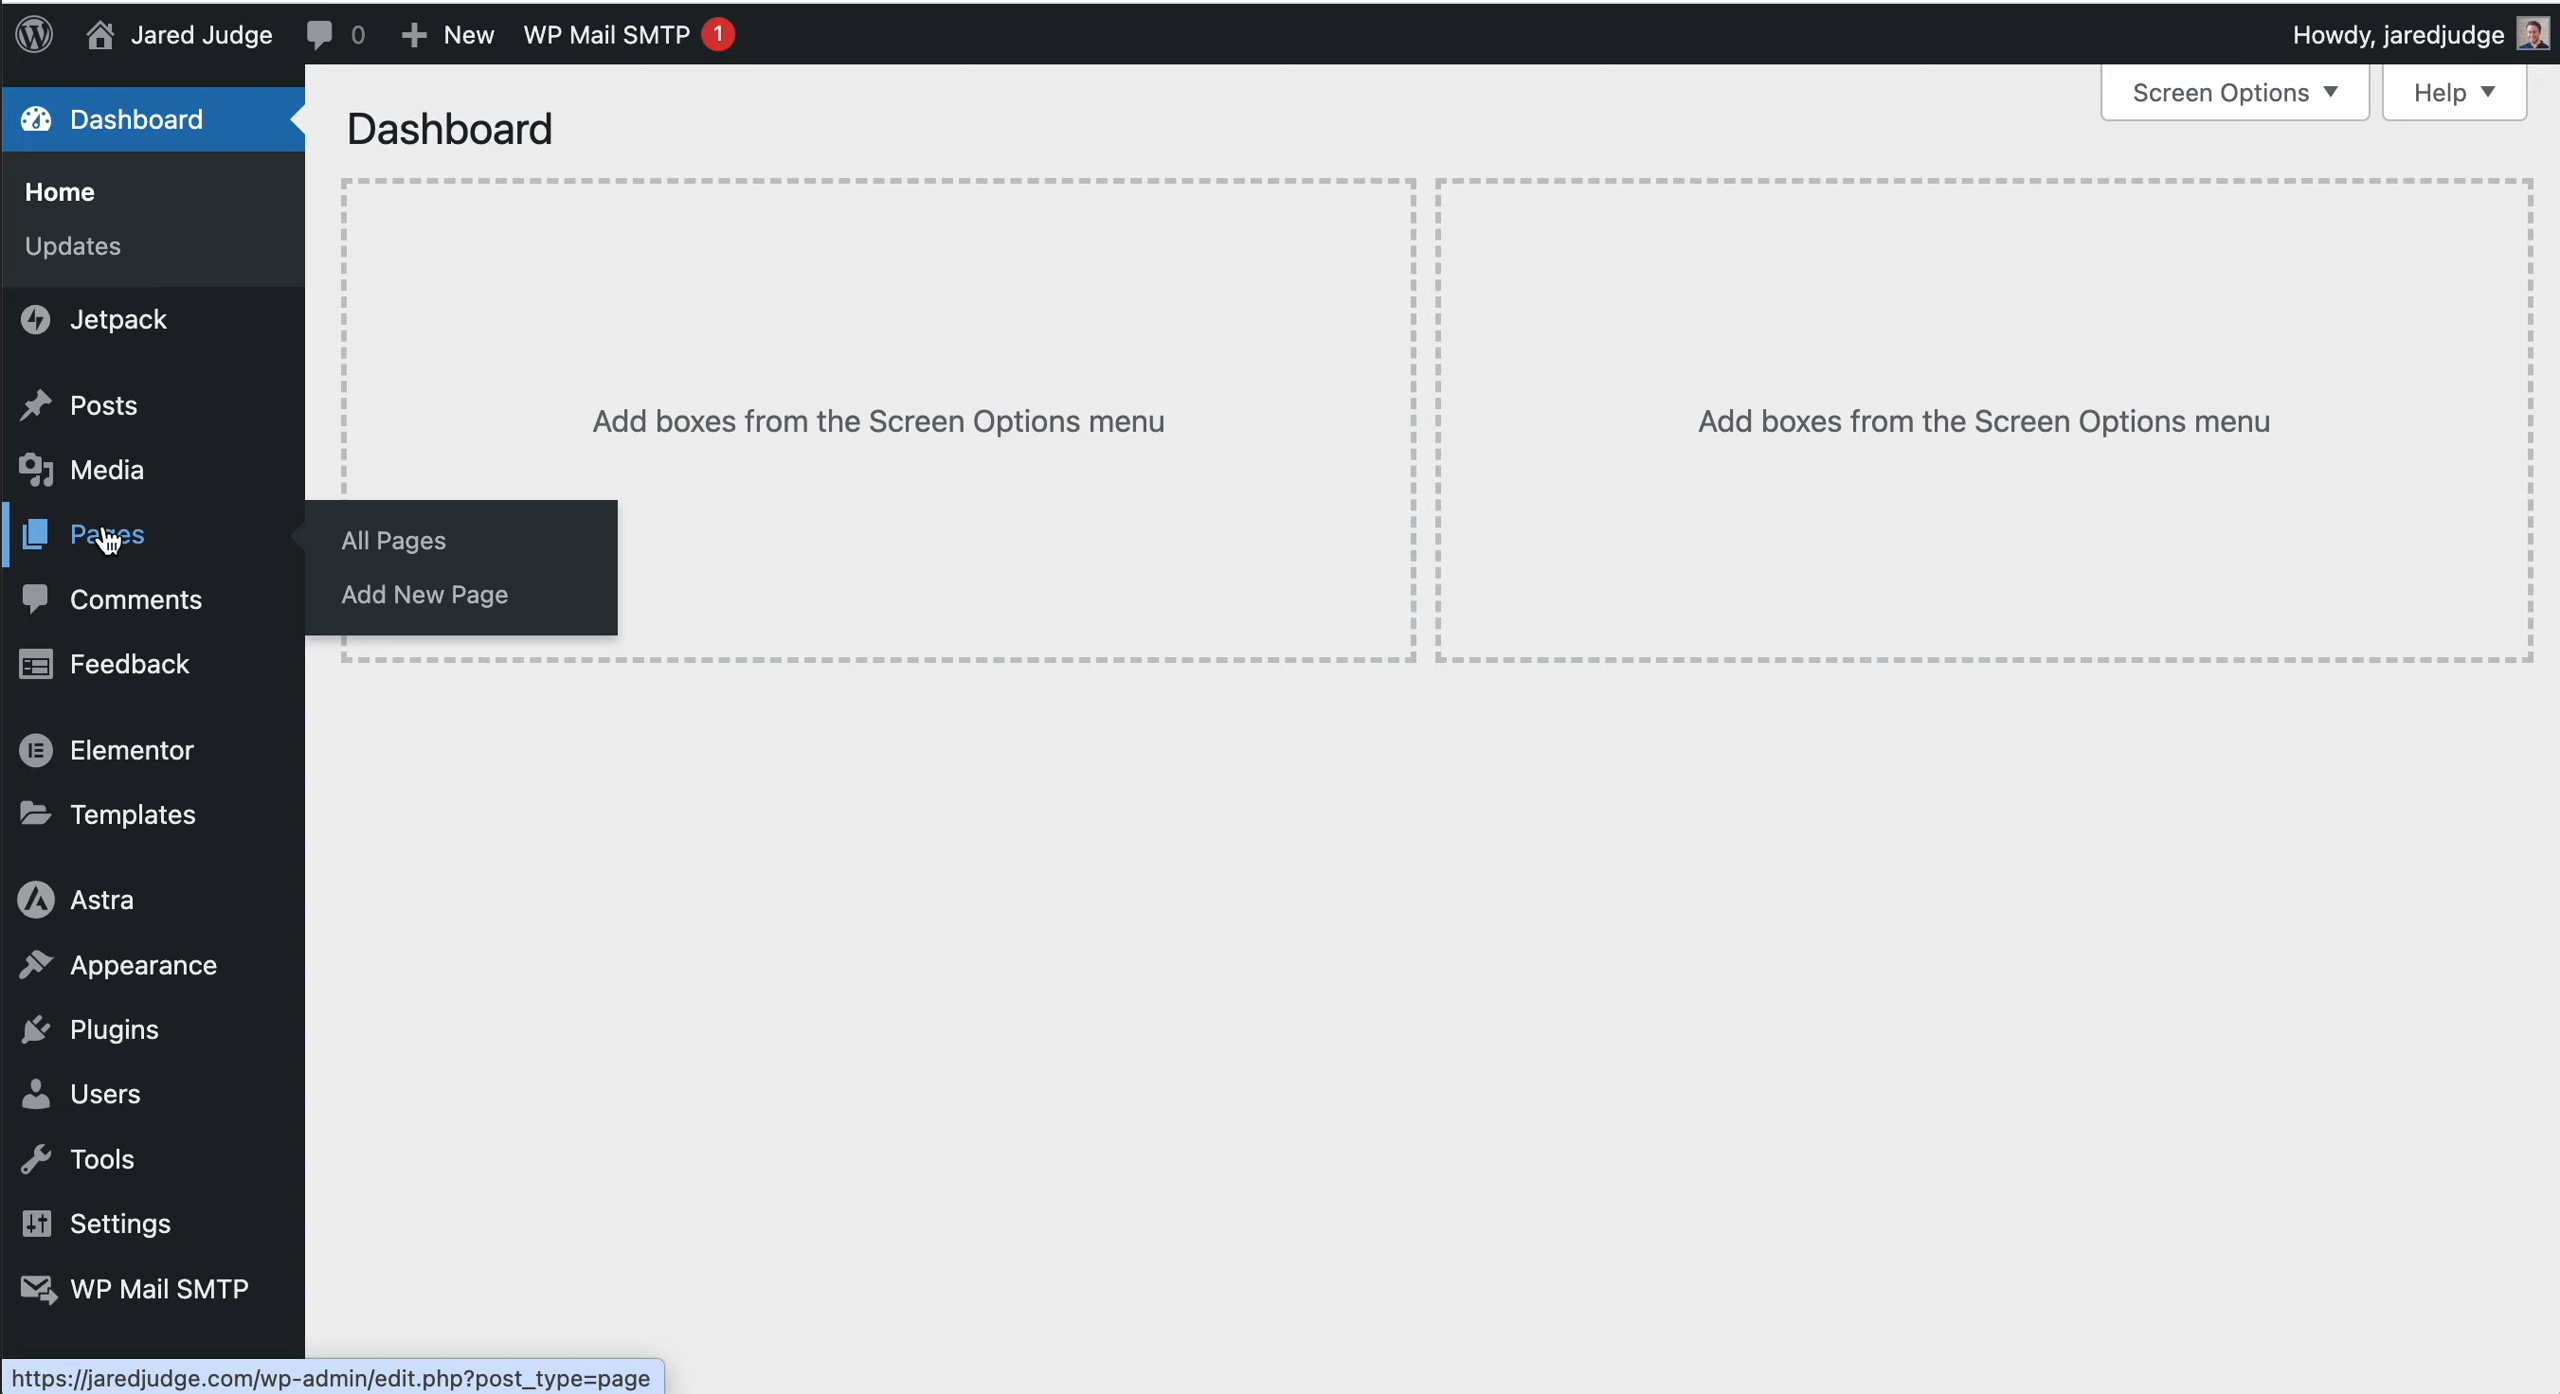 Jared Judge 0 New WP Mail SMTP 1 Howdy, jaredjudge
Screen Options Help
Dashboard
Home
Updates
Jetpack
Posts
Media
Pages
Comments
Feedback
Elementor
Templates
Astra
Appearance
Plugins
Users
Tools
Settings
WP Mail SMTP
All Pages
Add New Page
Dashboard
Add boxes from the Screen Options menu
Add boxes from the Screen Options menu
https://jaredjudge.com/wp-admin/edit.php?post_type=page